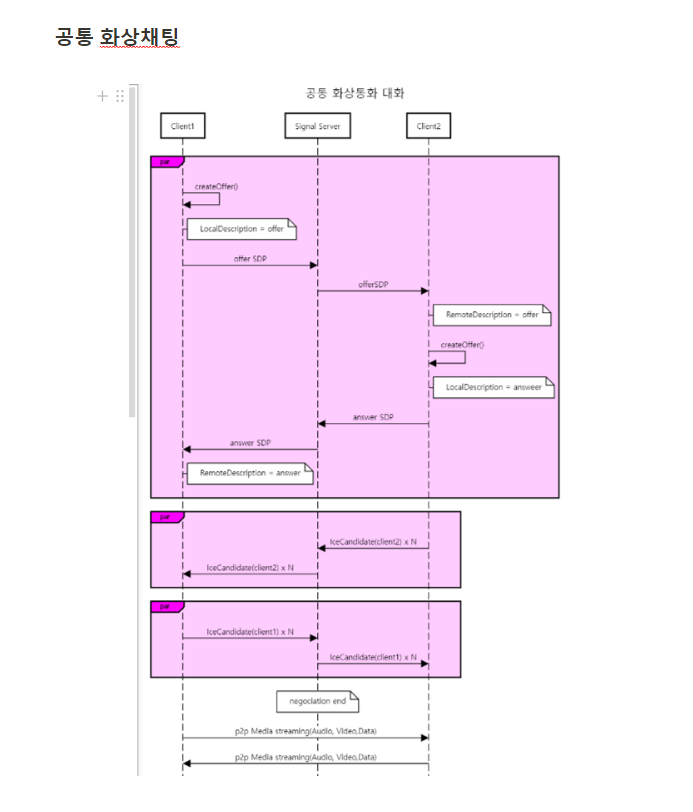 공통 화상채팅
공통 화상통화 대화
Client1
Signal Server
Client2
par
createOffer()
LocalDescription = offer
offer SDP
offerSDP
RemoteDescription = offer
createOffer()
LocalDescription = answeer
answer SDP
answer SDP
RemoteDescription = answer
par
IceCandidate(client2) x N
IceCandidate(client2) x N
par
IceCandidate(client1) x N
IceCandidate(client1) x N
negociation end
p2p Media streaming(Audio, Video,Data)
p2p Media streaming(Audio, Video,Data)